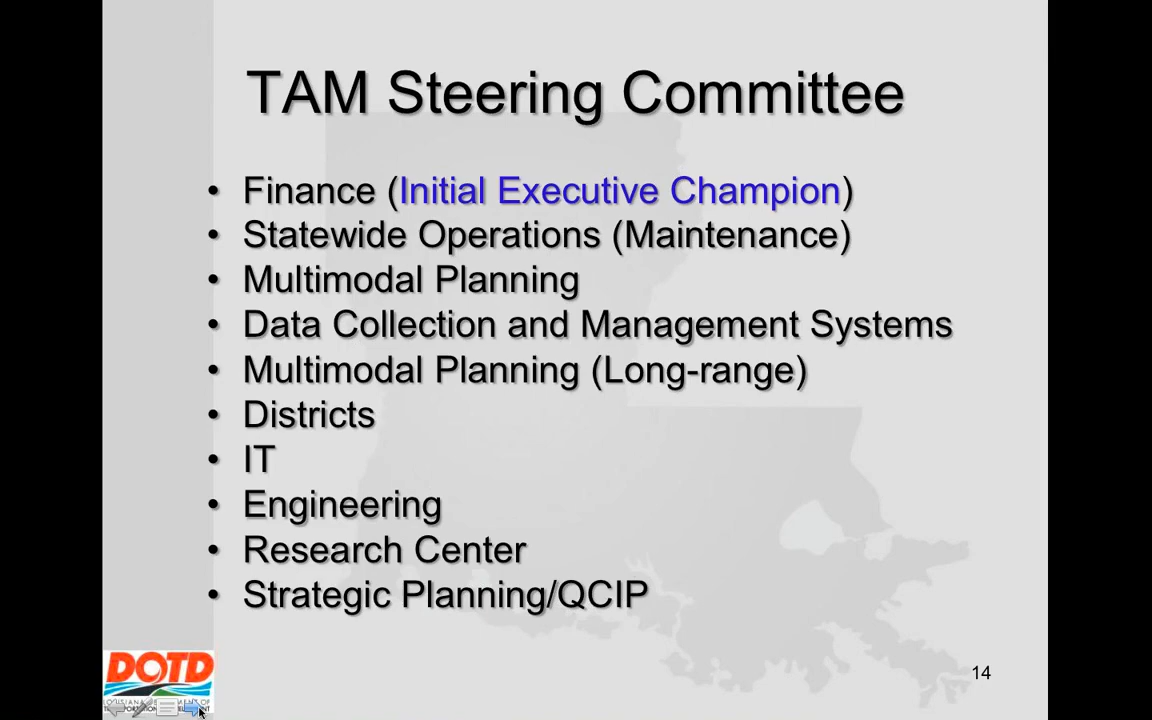 TAM Steering Committee
• Finance (Initial Executive Champion)
• Statewide Operations (Maintenance)
• Multimodal Planning
• Data Collection and Management Systems
• Multimodal Planning (Long-range)
• Districts
• IT
• Engineering
• Research Center
• Strategic Planning/QCIP
DOTD
14